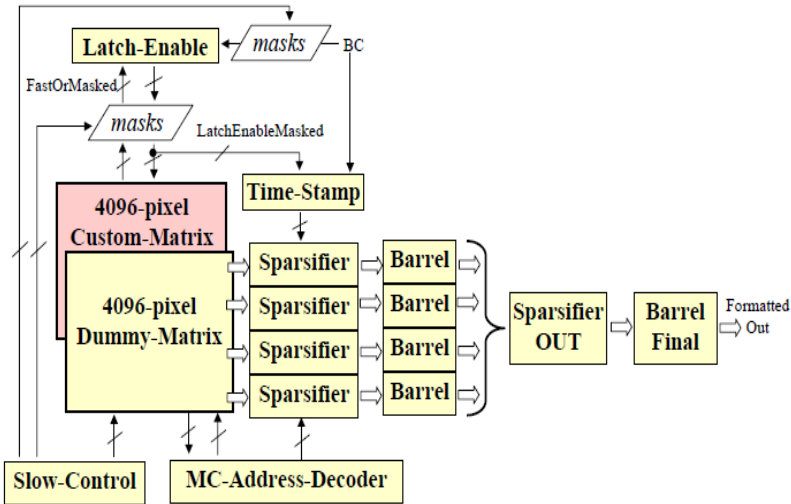 Latch-Enable
masks
BC
FastOrMasked
masks
LatchEnableMasked
Time-Stamp
4096-pixel
Custom-Matrix
4096-pixel
Dummy-Matrix
Sparsifier
Barrel
Sparsifier
Barrel
Sparsifier
Barrel
Sparsifier
Barrel
Sparsifier
OUT
Barrel
Final
Formatted
Out
Slow-Control
MC-Address-Decoder